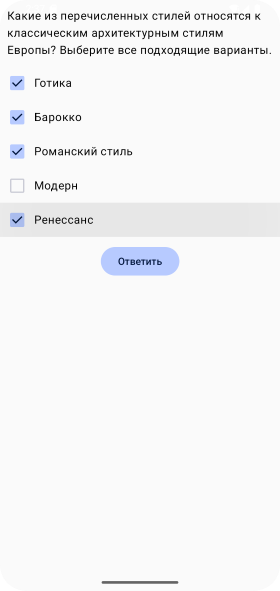 Какие из перечисленных стилей относятся к
классическим архитектурным стилям
Европы? Выберите все подходящие варианты.
Готика
Барокко
Романский стиль
Модерн
Ренессанс
Ответить